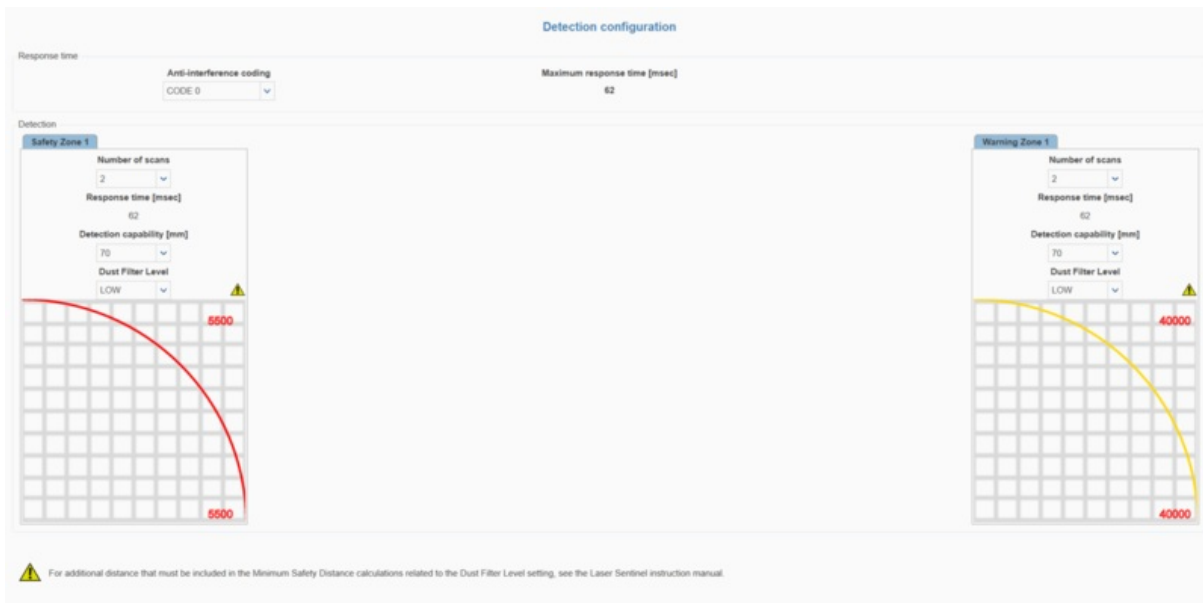 Detection configuration
Response time
Anti-interference coding
Maximum response time [msec]
CODE 0
62
Detection
Safety Zone 1
Number of scans
2
Response time [msec]
62
Detection capability [mm]
70
Dust Filter Level
LOW
5500
5500
Warning Zone 1
Number of scans
2
Response time [msec]
62
Detection capability [mm]
70
Dust Filter Level
LOW
40000
40000
For additional distance that must be included in the Minimum Safety Distance calculations related to the Dust Filter Level setting, see the Laser Sentinel instruction manual.